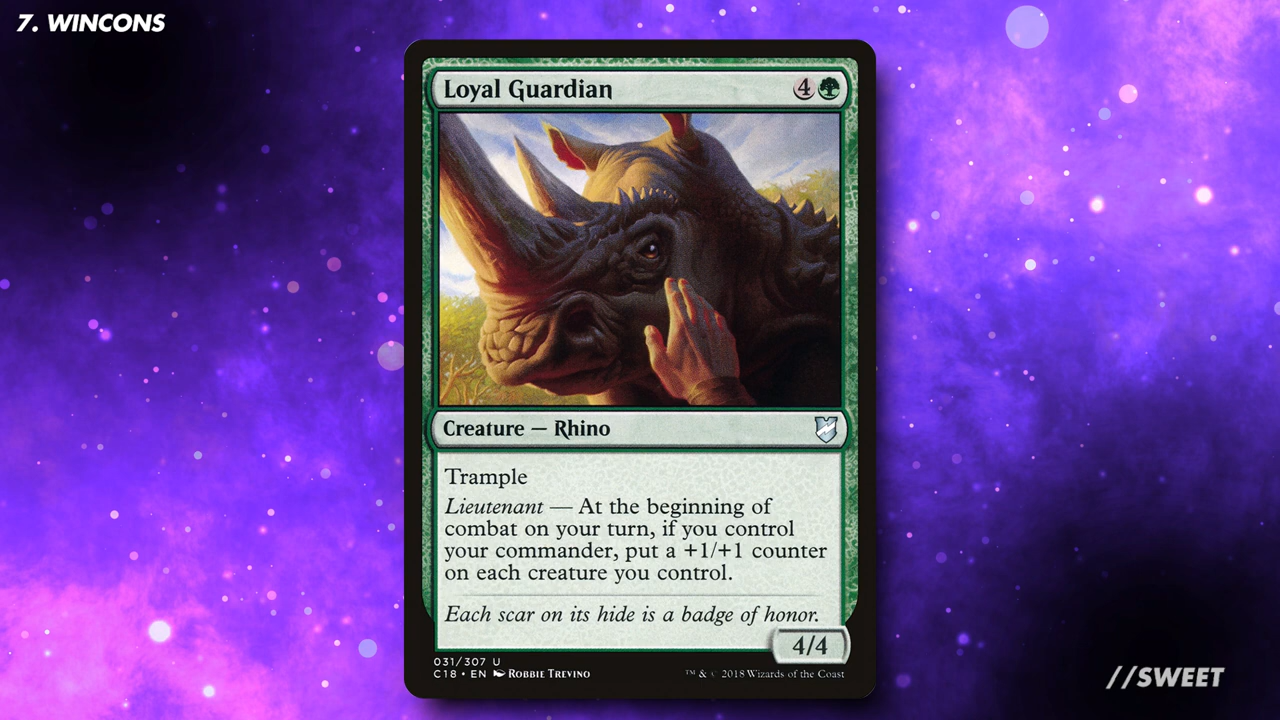 7. WINCONS
Loyal Guardian 4
Creature — Rhino
Trample
Lieutenant — At the beginning of
combat on your turn, if you control
your commander, put a +1/+1 counter
on each creature you control.
Each scar on its hide is a badge of honor.
4/4
031/307 U
C18 • EN Robbie Trevino
™ & © 2018 Wizards of the Coast
//SWEET